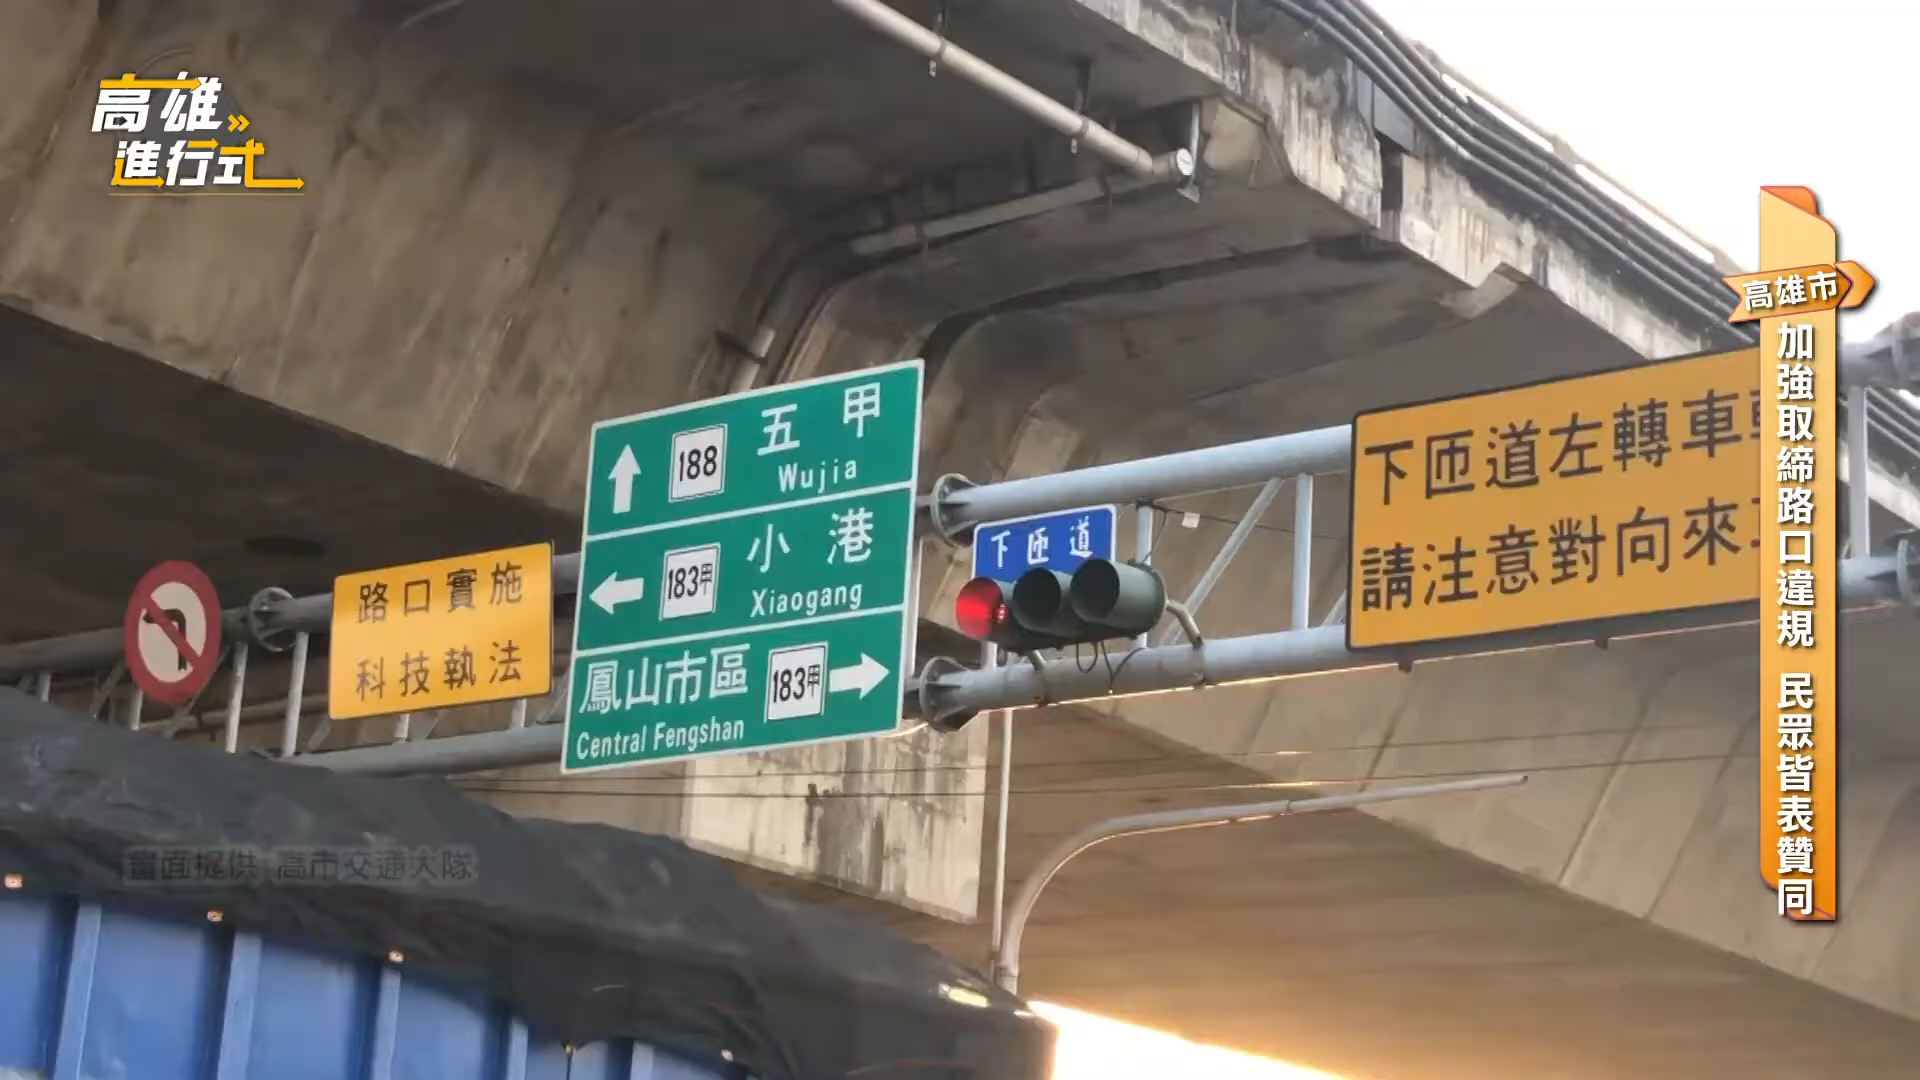 高雄
進行式
高雄市
加強取締路口違規 民眾皆表贊同
188 五甲
Wujia
183甲 小港
Xiaogang
鳳山市區 183甲
Central Fengshan
路口實施
科技執法
下匝道
下匝道左轉車
請注意對向來
畫面提供 高市交通大隊